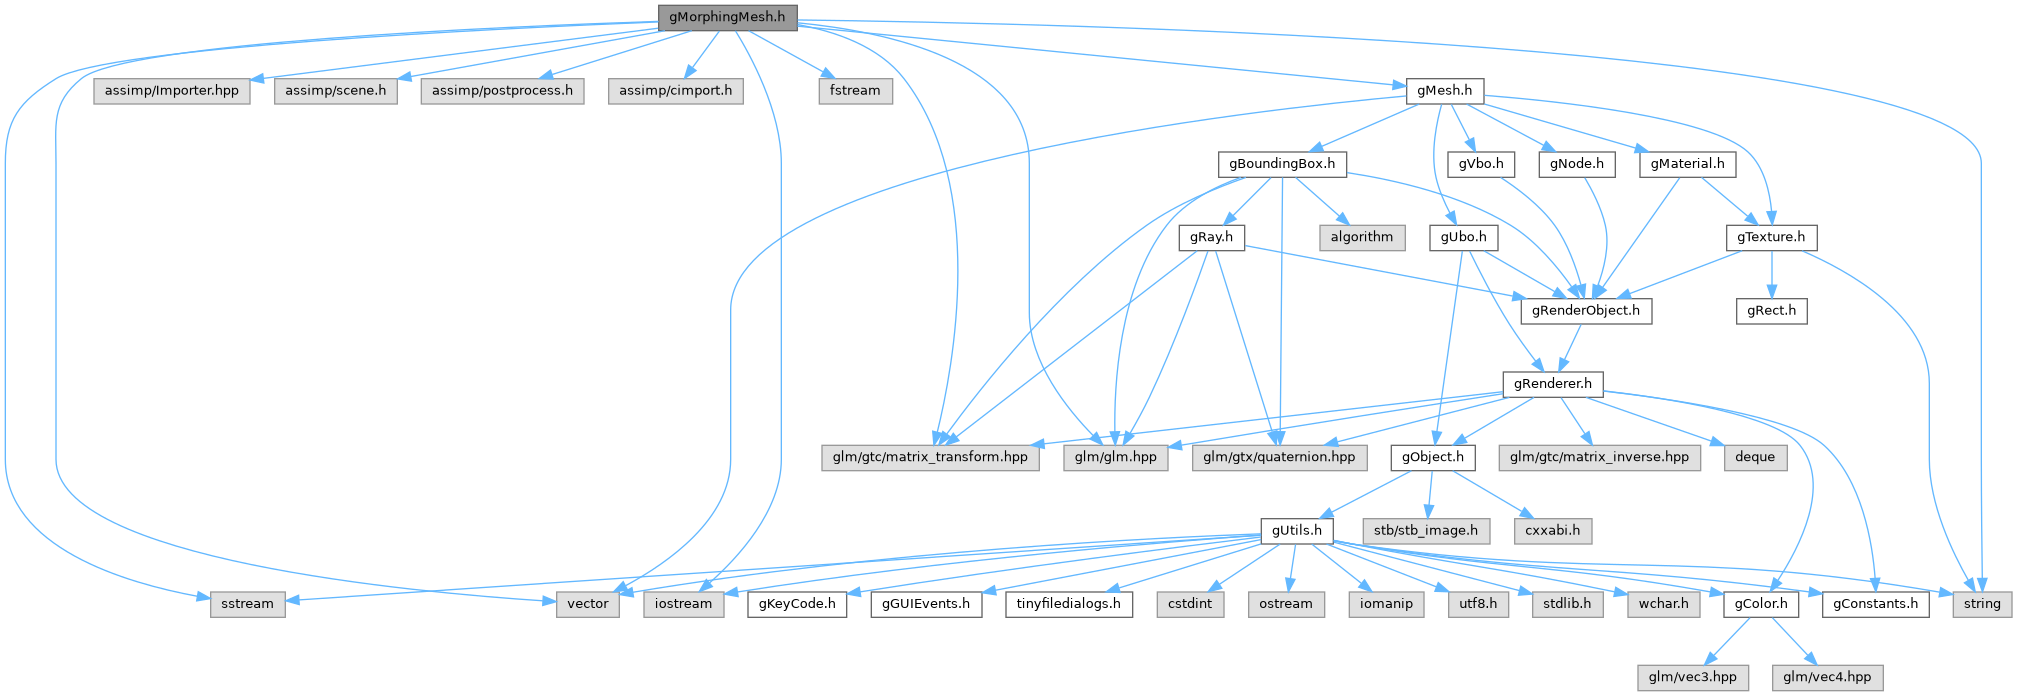 gMorphingMesh.h
assimp/Importer.hpp
assimp/scene.h
assimp/postprocess.h
assimp/cimport.h
fstream
gMesh.h
gBoundingBox.h
gVbo.h
gNode.h
gMaterial.h
gRay.h
algorithm
gUbo.h
gTexture.h
gRenderObject.h
gRect.h
gRenderer.h
glm/gtc/matrix_transform.hpp
glm/glm.hpp
glm/gtx/quaternion.hpp
gObject.h
glm/gtc/matrix_inverse.hpp
deque
gUtils.h
stb/stb_image.h
cxxabi.h
sstream
vector
iostream
gKeyCode.h
gGUIEvents.h
tinyfiledialogs.h
cstdint
ostream
iomanip
utf8.h
stdlib.h
wchar.h
gColor.h
gConstants.h
string
glm/vec3.hpp
glm/vec4.hpp